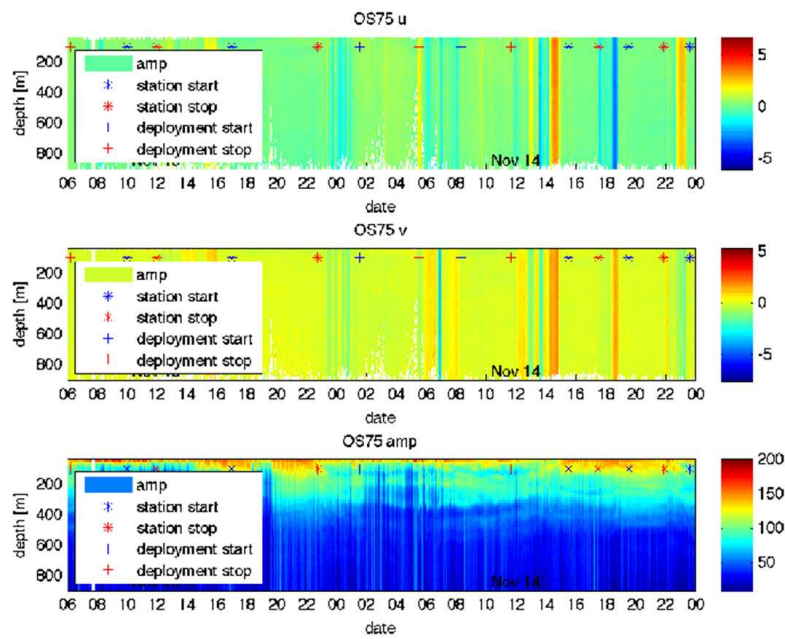 OS75 u
depth [m]
200
400
600
800
amp
station start
station stop
deployment start
deployment stop
Nov 14
06 08 10 12 14 16 18 20 22 00 02 04 06 08 10 12 14 16 18 20 22 00
date
5
0
-5
OS75 v
depth [m]
200
400
600
800
amp
station start
station stop
deployment start
deployment stop
Nov 14
06 08 10 12 14 16 18 20 22 00 02 04 06 08 10 12 14 16 18 20 22 00
date
5
0
-5
OS75 amp
depth [m]
200
400
600
800
amp
station start
station stop
deployment start
deployment stop
Nov 14
06 08 10 12 14 16 18 20 22 00 02 04 06 08 10 12 14 16 18 20 22 00
date
200
150
100
50